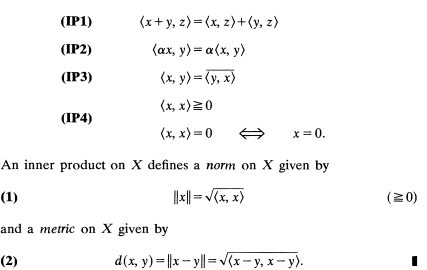 (IP1) ⟨x + y, z⟩ = ⟨x, z⟩ + ⟨y, z⟩
(IP2) ⟨αx, y⟩ = α⟨x, y⟩
(IP3) ⟨x, y⟩ = \overline{⟨y, x⟩}
⟨x, x⟩ ≧ 0
(IP4)
⟨x, x⟩ = 0 ⟺ x = 0.
An inner product on X defines a norm on X given by
(1) ‖x‖ = √⟨x, x⟩ (≧ 0)
and a metric on X given by
(2) d(x, y) = ‖x − y‖ = √⟨x − y, x − y⟩. ▮